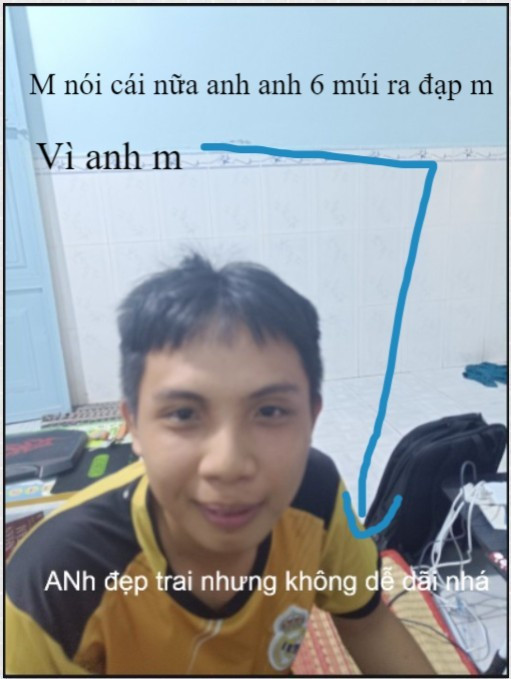 M nói cái nữa anh anh 6 múi ra đạp m
Vì anh m
ANh đẹp trai nhưng không dễ dãi nhá